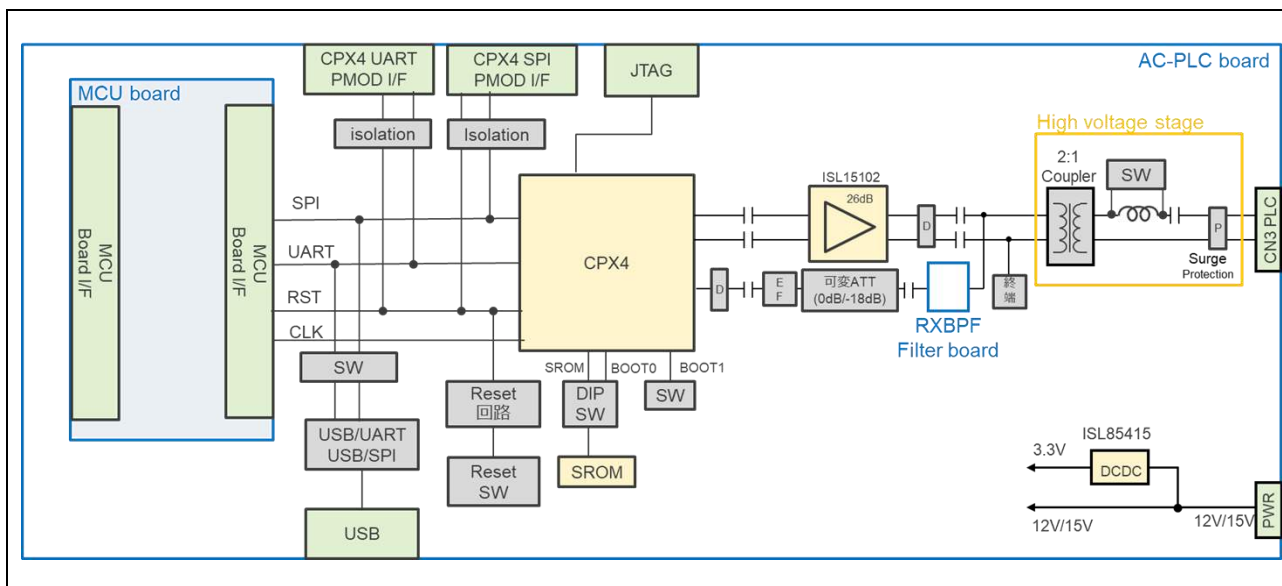 AC-PLC board
MCU board
MCU
Board I/F
MCU
Board I/F
CPX4 UART
PMOD I/F
CPX4 SPI
PMOD I/F
JTAG
isolation
Isolation
SPI
UART
RST
CLK
SW
USB/UART
USB/SPI
USB
Reset
回路
Reset
SW
CPX4
SROM
BOOT0
BOOT1
DIP
SW
SW
SROM
ISL15102
26dB
D
D
E
F
可変ATT
(0dB/-18dB)
RXBPF
Filter board
終
端
High voltage stage
2:1
Coupler
SW
P
Surge
Protection
CN3 PLC
ISL85415
3.3V
DCDC
12V/15V
12V/15V
PWR